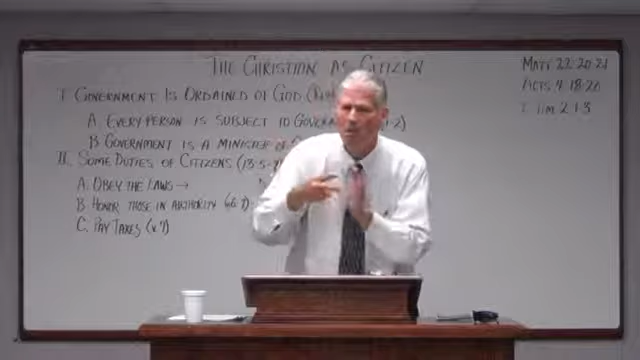 THE CHRISTIAN AS CITIZEN
I. GOVERNMENT IS ORDAINED OF GOD
A. EVERY PERSON IS SUBJECT TO
B. GOVERNMENT IS A MINISTER OF
II. SOME DUTIES OF CITIZENS
A. OBEY THE LAWS →
B. HONOR THOSE IN AUTHORITY
C. PAY TAXES (v.7)
MATT 22:20-21
ACTS 4:18-20
I TIM 2:1-3